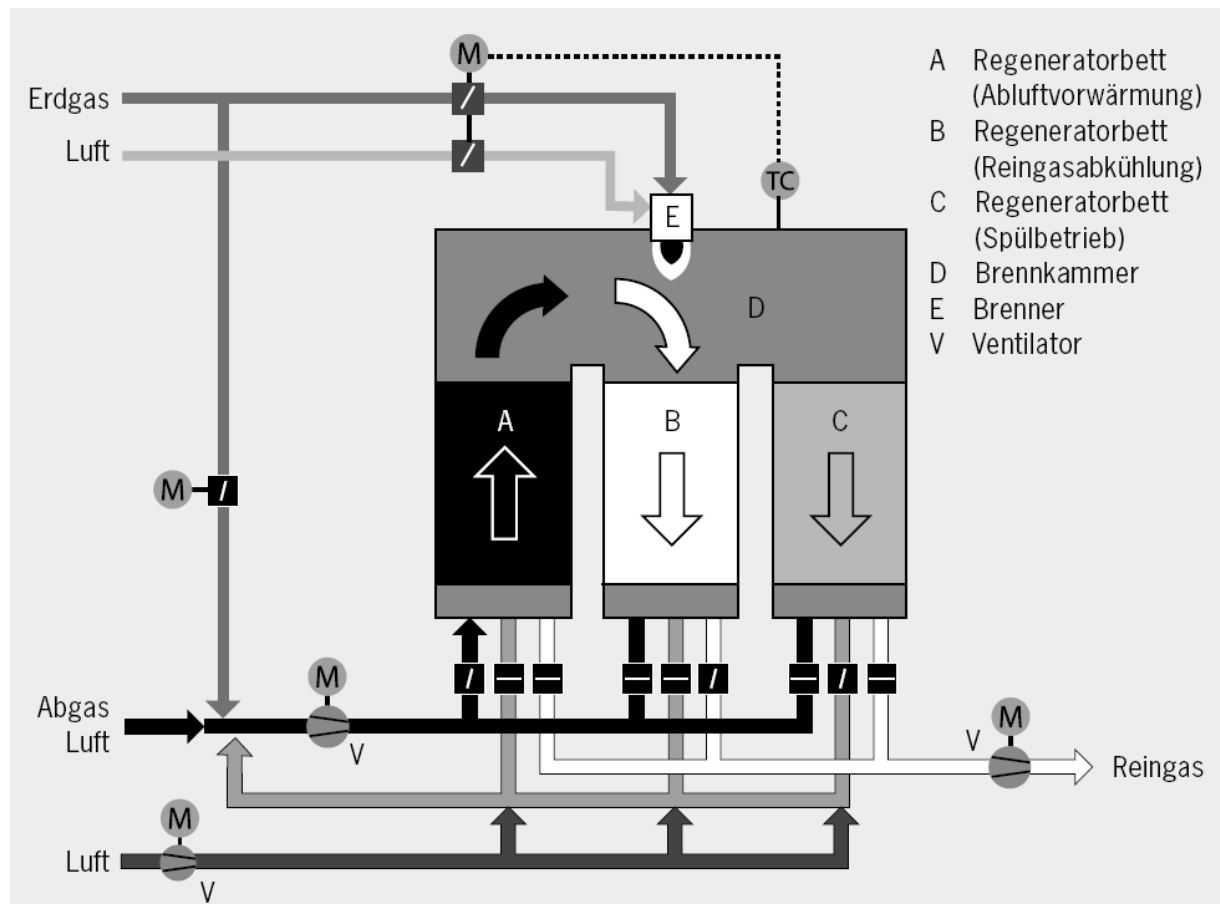 M
Erdgas
Luft
TC
E
D
A
B
C
M
M
Abgas
Luft
V
M
V
Reingas
M
Luft
V
A Regeneratorbett
(Abluftvorwärmung)
B Regeneratorbett
(Reingasabkühlung)
C Regeneratorbett
(Spülbetrieb)
D Brennkammer
E Brenner
V Ventilator